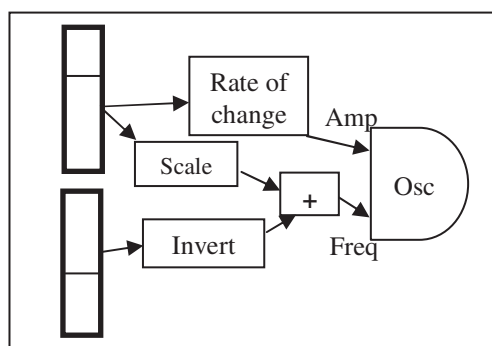 Rate of
change
Amp
Scale
Osc
+
Invert
Freq